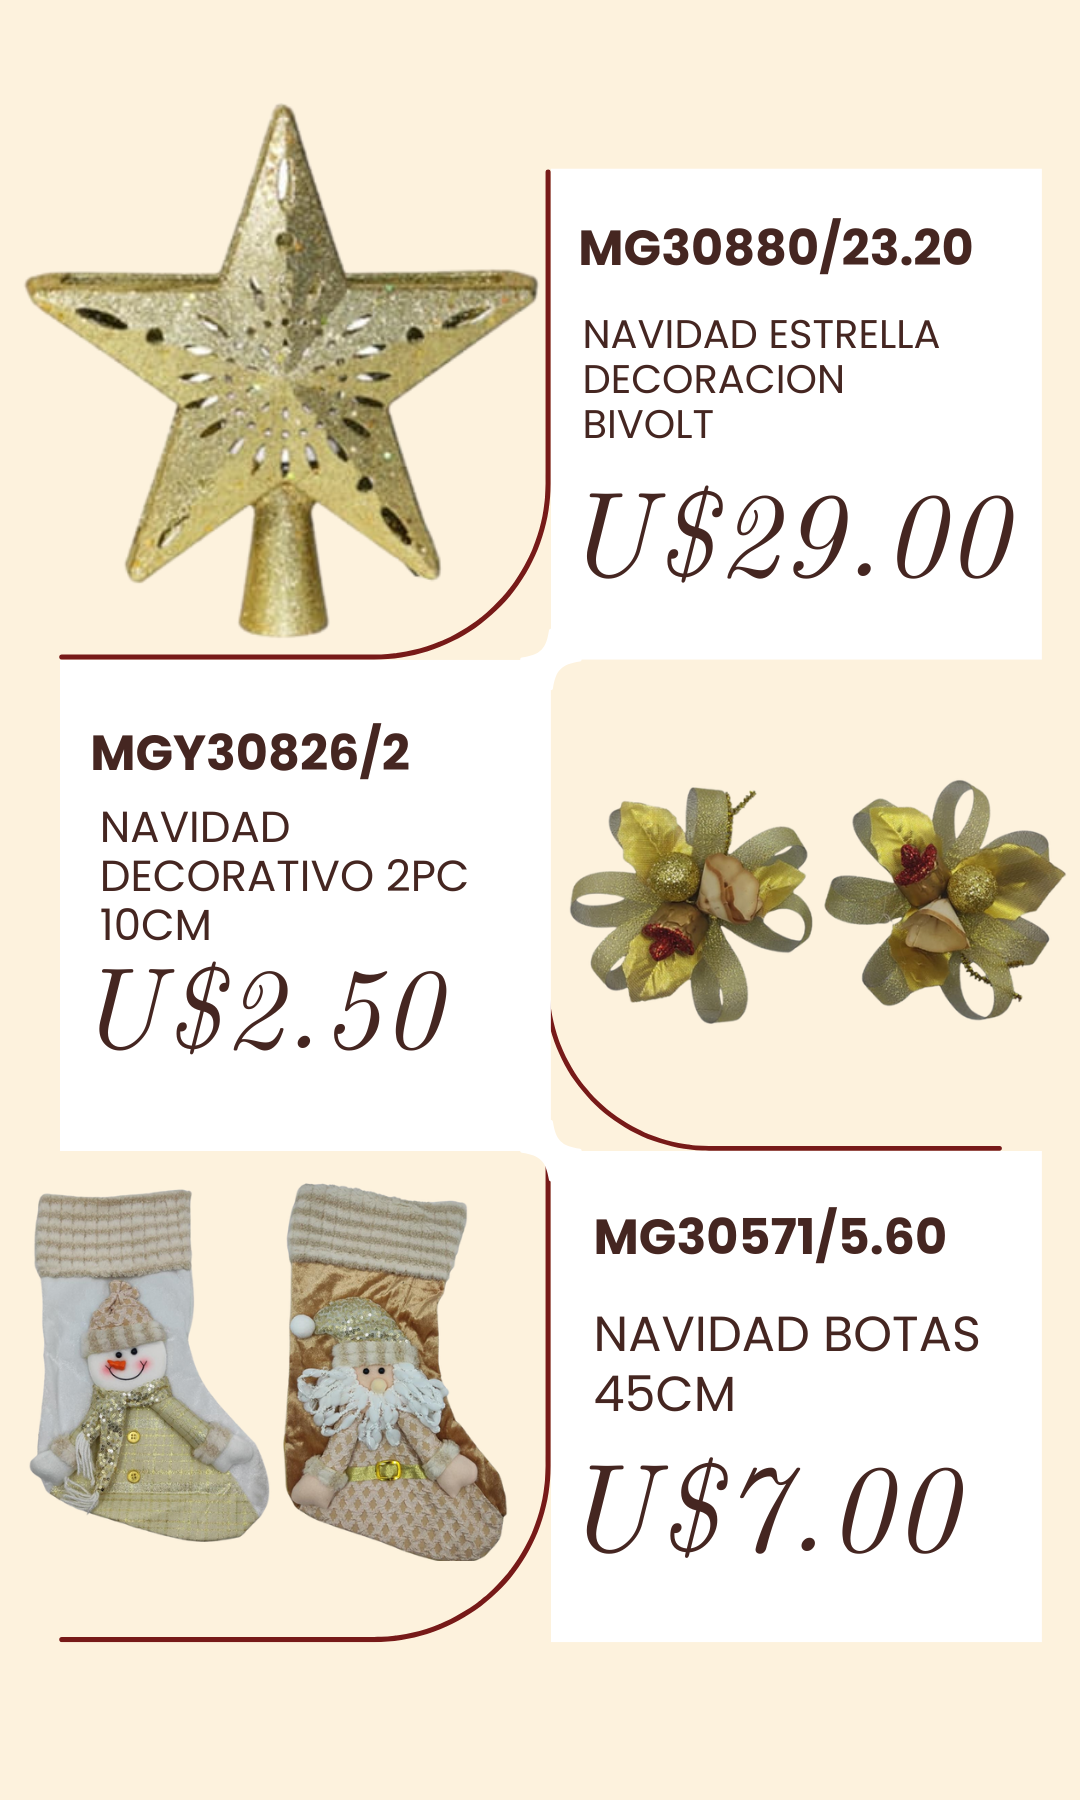 MG30880/23.20
NAVIDAD ESTRELLA
DECORACION
BIVOLT
U$29.00
MGY30826/2
NAVIDAD
DECORATIVO 2PC
10CM
U$2.50
MG30571/5.60
NAVIDAD BOTAS
45CM
U$7.00